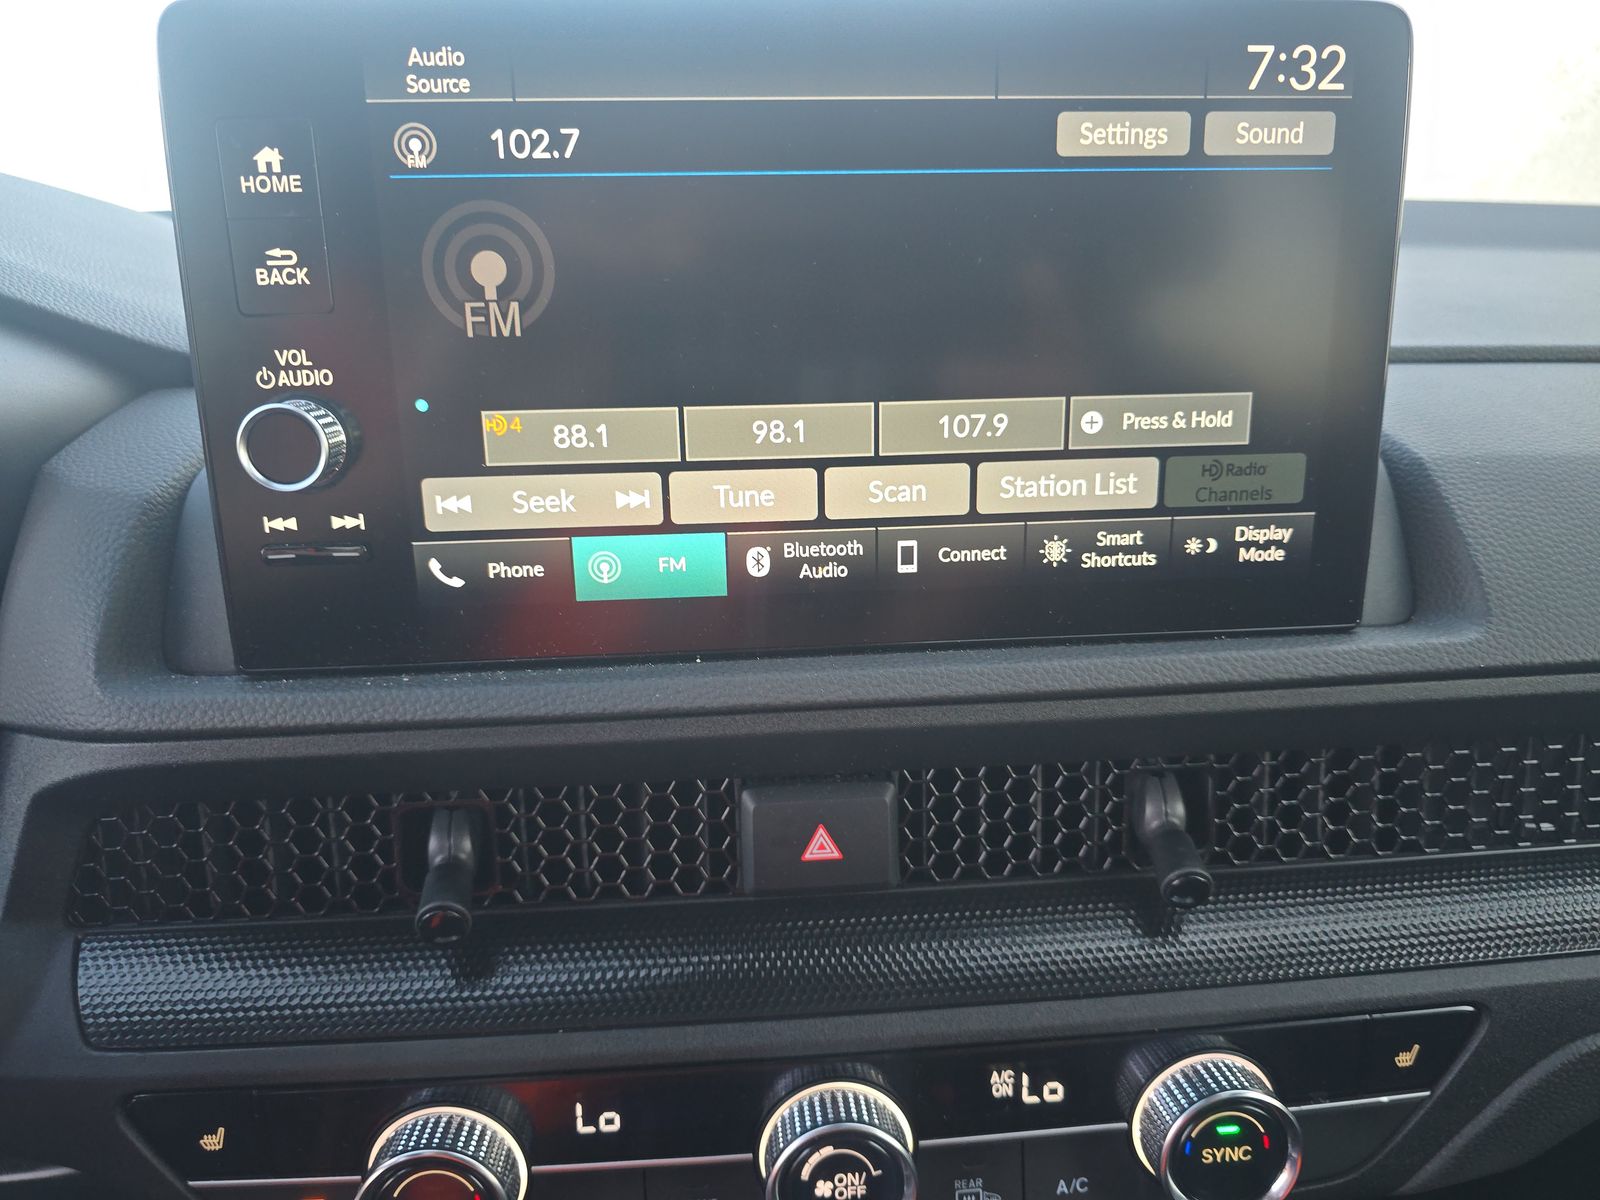 Audio
Source
7:32
FM
102.7
Settings
Sound
HOME
BACK
FM
VOL
AUDIO
HD 4
88.1
98.1
107.9
+ Press & Hold
Seek
Tune
Scan
Station List
HD Radio
Channels
Phone
FM
Bluetooth
Audio
Connect
Smart
Shortcuts
Display
Mode
Lo
A/C
ON
Lo
ON/
OFF
REAR
A/C
SYNC